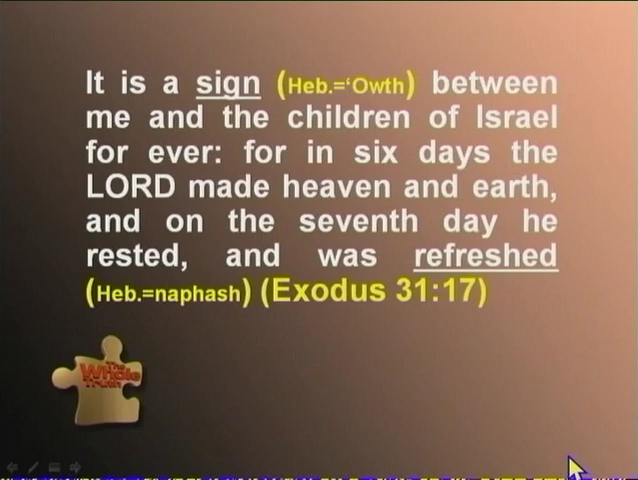 It is a sign (Heb.=‘Owth) between
me and the children of Israel
for ever: for in six days the
LORD made heaven and earth,
and on the seventh day he
rested, and was refreshed
(Heb.=naphash) (Exodus 31:17)
The
Whole
Truth